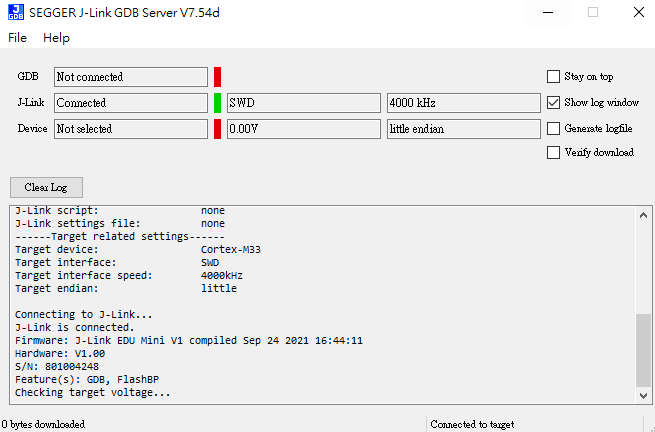 SEGGER J-Link GDB Server V7.54d
File Help
GDB Not connected Stay on top
J-Link Connected SWD 4000 kHz Show log window
Device Not selected 0.00V little endian Generate logfile
Verify download
Clear Log
J-Link script: none
J-Link settings file: none
------Target related settings------
Target device: Cortex-M33
Target interface: SWD
Target interface speed: 4000kHz
Target endian: little
Connecting to J-Link...
J-Link is connected.
Firmware: J-Link EDU Mini V1 compiled Sep 24 2021 16:44:11
Hardware: V1.00
S/N: 801004248
Feature(s): GDB, FlashBP
Checking target voltage...
0 bytes downloaded Connected to target